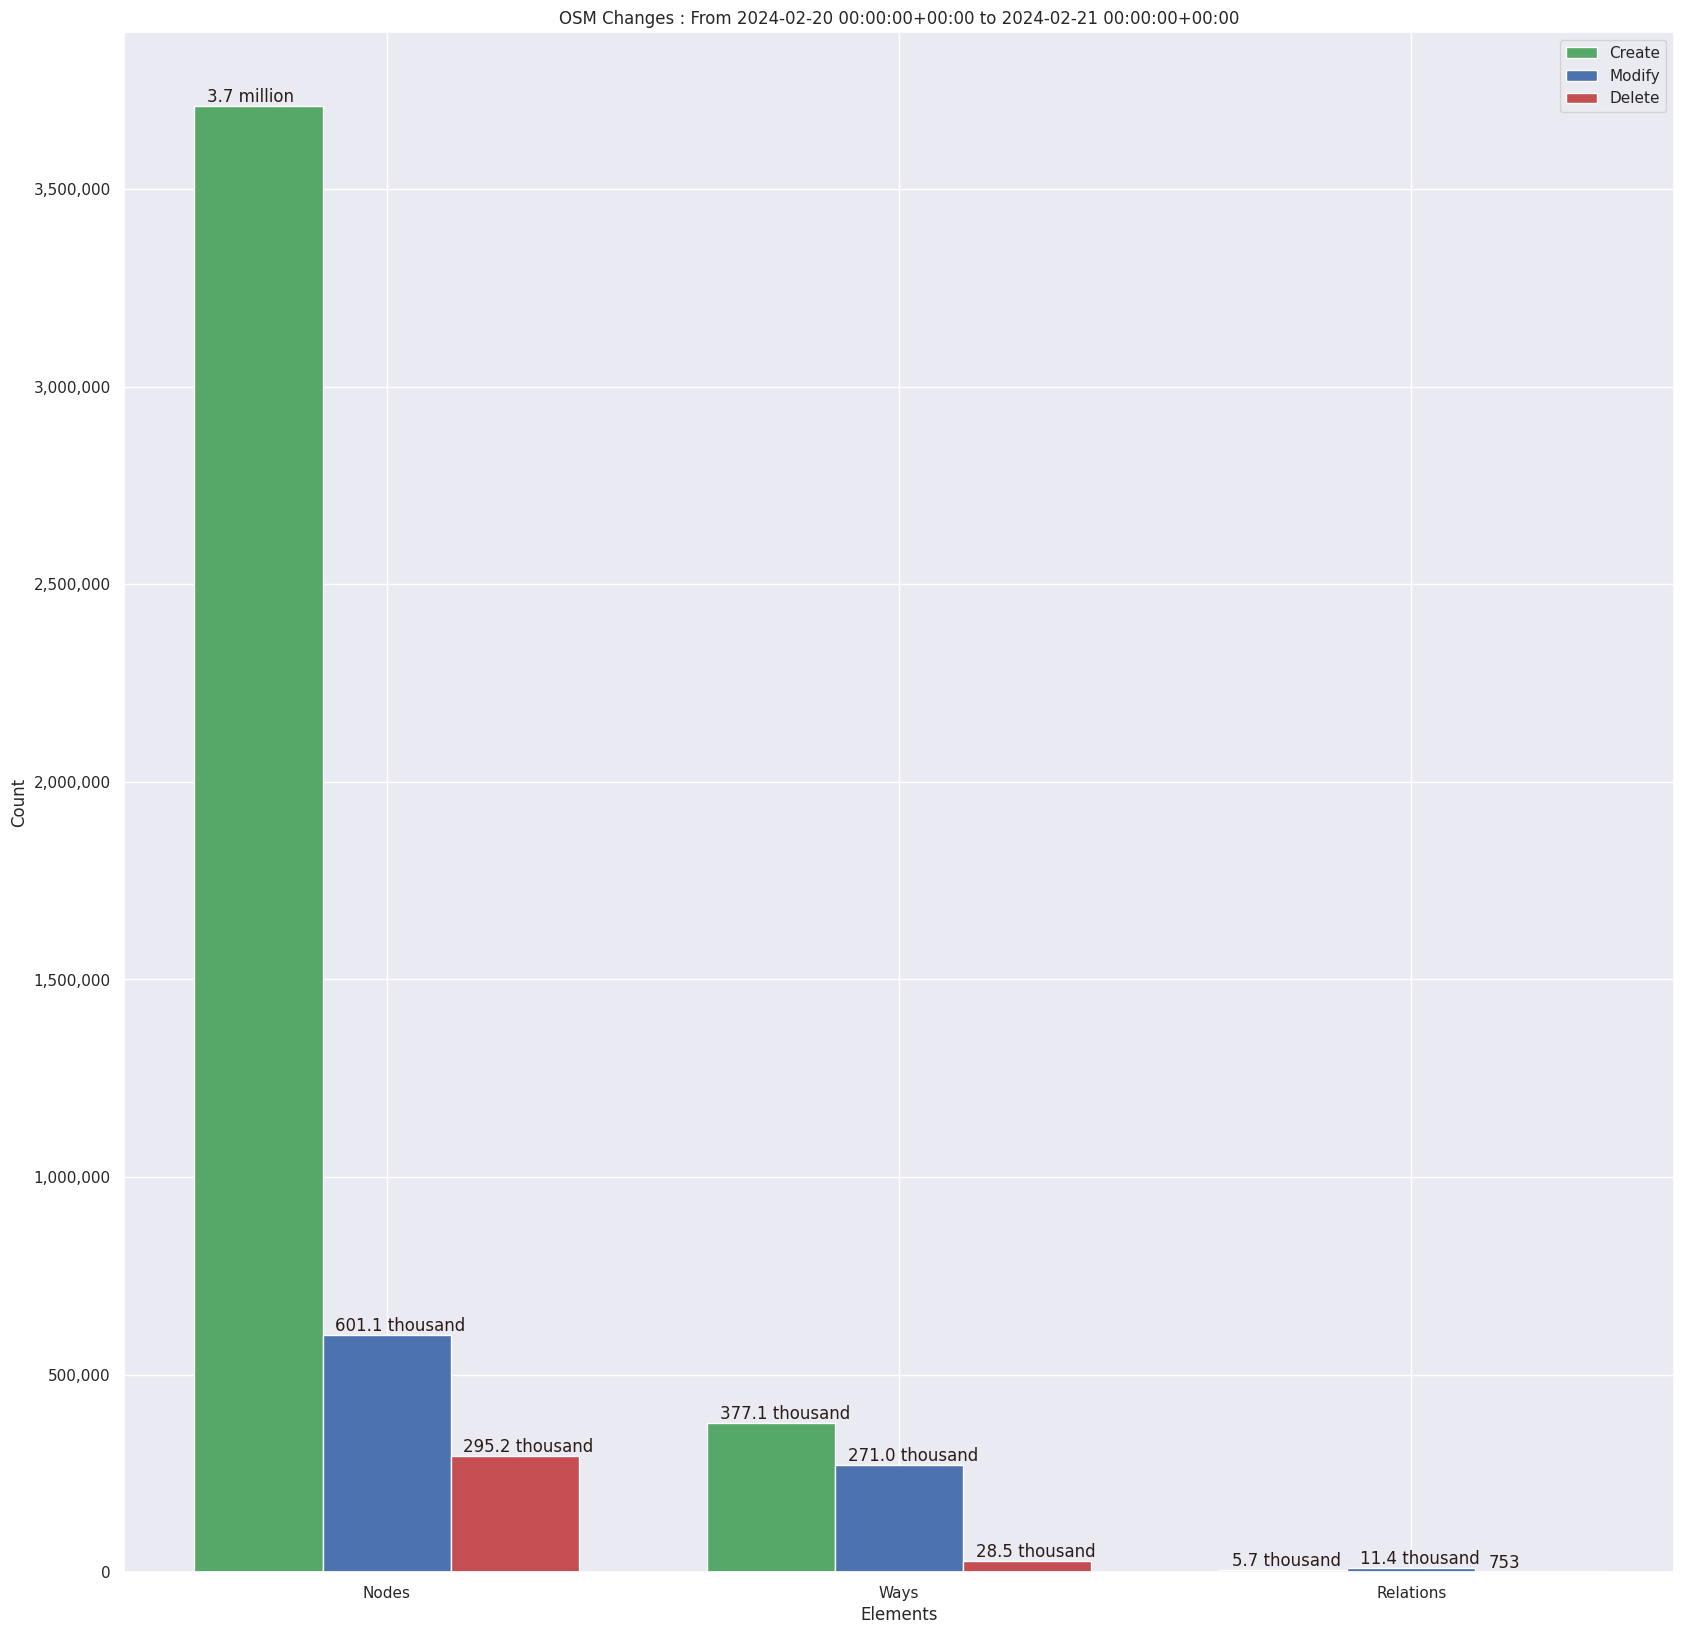 OSM Changes : From 2024-02-20 00:00:00+00:00 to 2024-02-21 00:00:00+00:00
Create
Modify
Delete
3.7 million
3,500,000
3,000,000
2,500,000
2,000,000
1,500,000
1,000,000
500,000
0
Count
601.1 thousand
295.2 thousand
377.1 thousand
271.0 thousand
28.5 thousand
5.7 thousand
11.4 thousand
753
Nodes
Ways
Relations
Elements